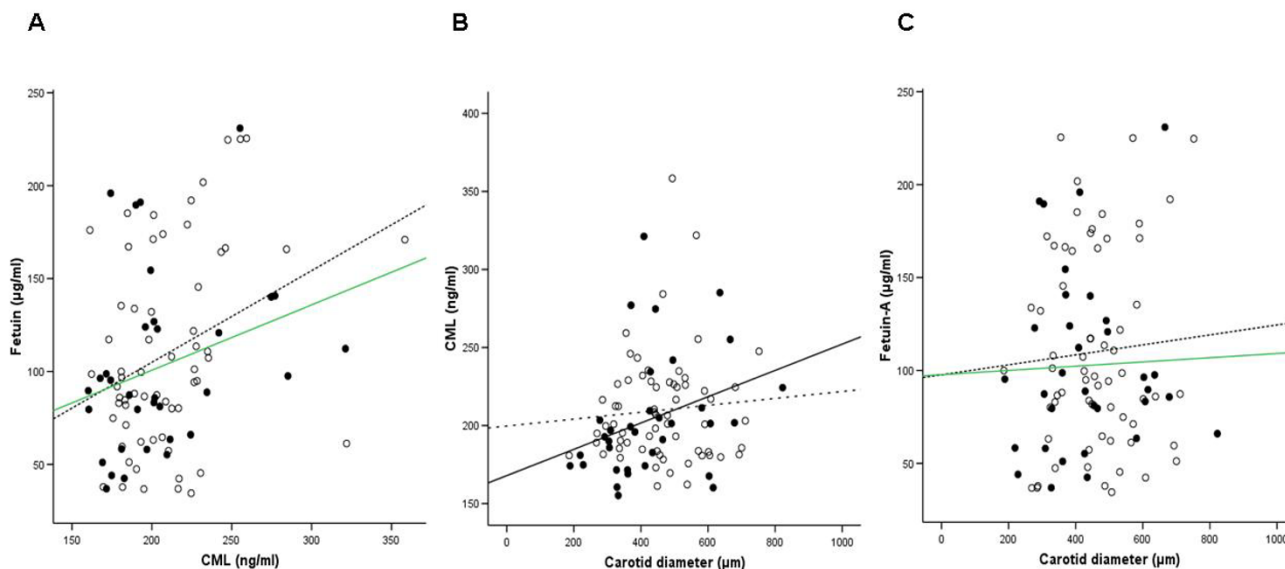 A
B
C
250
200
150
100
50
Fetuin (µg/ml)
150 200 250 300 350
CML (ng/ml)
400
350
300
250
200
150
CML (ng/ml)
0 200 400 600 800 1000
Carotid diameter (µm)
250
200
150
100
50
Fetuin-A (µg/ml)
0 200 400 600 800 1000
Carotid diameter (µm)